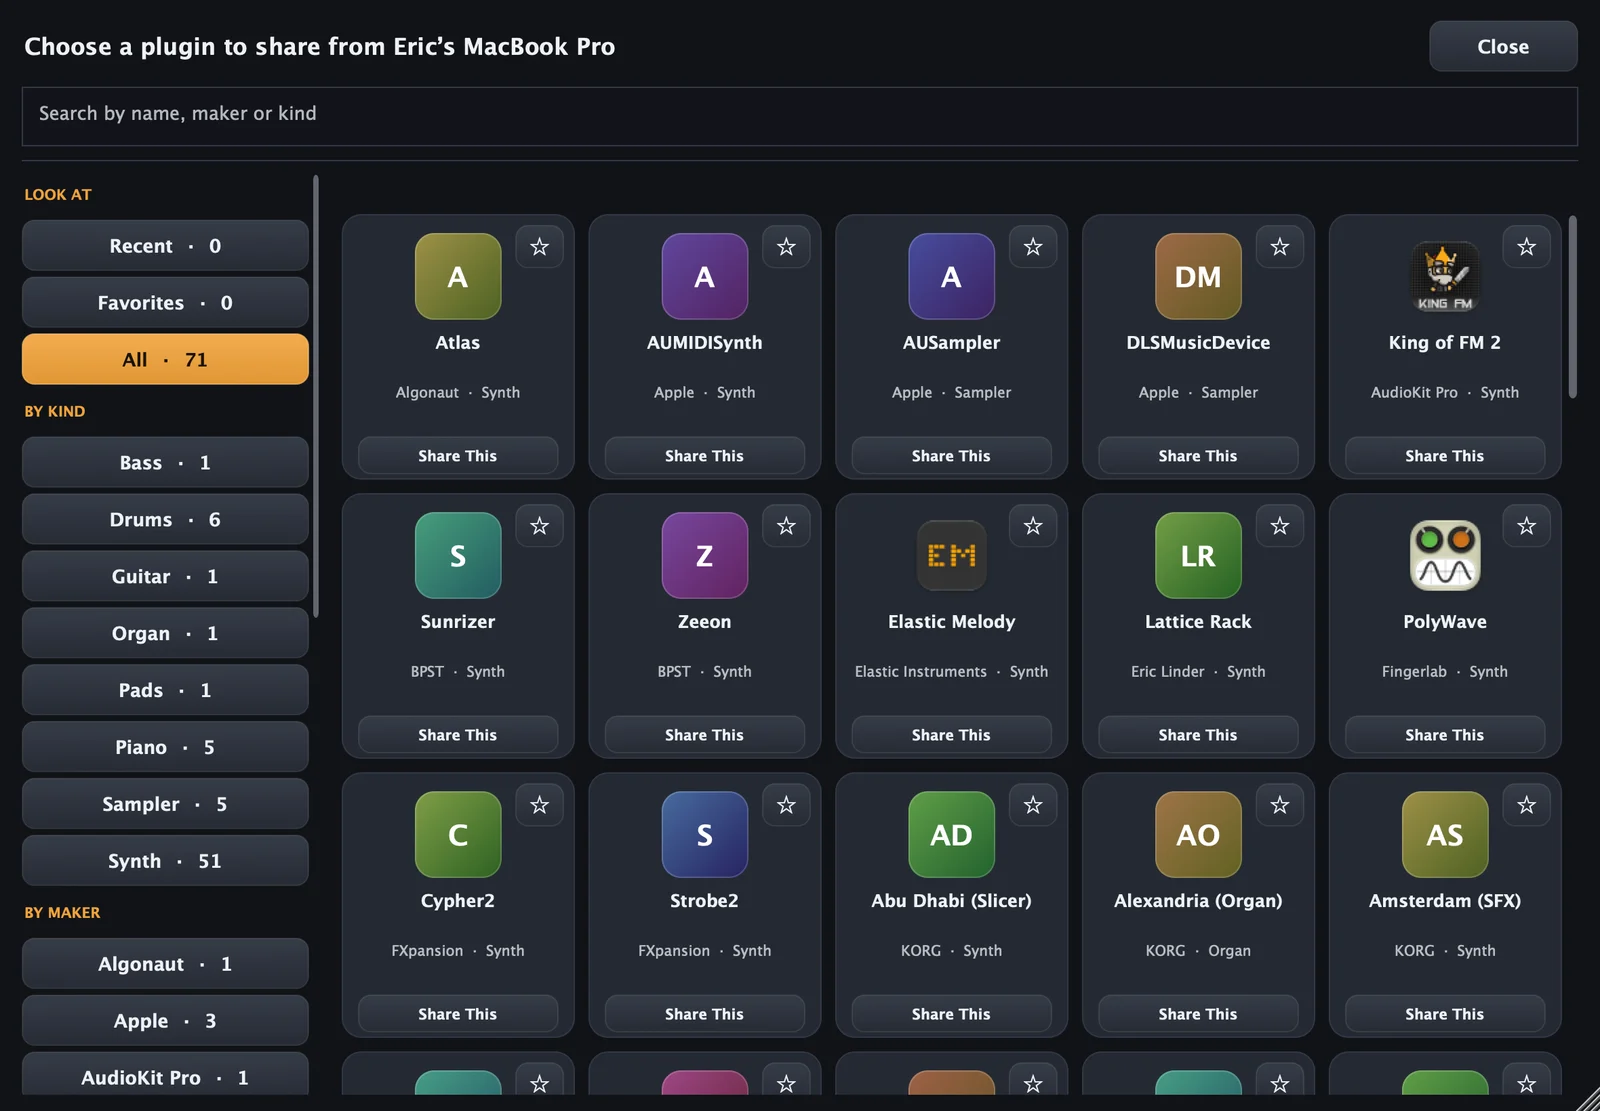 Choose a plugin to share from Eric’s MacBook Pro
Close
Search by name, maker or kind
LOOK AT
Recent · 0
Favorites · 0
All · 71
BY KIND
Bass · 1
Drums · 6
Guitar · 1
Organ · 1
Pads · 1
Piano · 5
Sampler · 5
Synth · 51
BY MAKER
Algonaut · 1
Apple · 3
AudioKit Pro · 1
A
Atlas
Algonaut · Synth
Share This
A
AUMIDISynth
Apple · Synth
Share This
A
AUSampler
Apple · Sampler
Share This
DM
DLSMusicDevice
Apple · Sampler
Share This
KING FM
King of FM 2
AudioKit Pro · Synth
Share This
S
Sunrizer
BPST · Synth
Share This
Z
Zeeon
BPST · Synth
Share This
EM
Elastic Melody
Elastic Instruments · Synth
Share This
LR
Lattice Rack
Eric Linder · Synth
Share This
PolyWave
Fingerlab · Synth
Share This
C
Cypher2
FXpansion · Synth
Share This
S
Strobe2
FXpansion · Synth
Share This
AD
Abu Dhabi (Slicer)
KORG · Synth
Share This
AO
Alexandria (Organ)
KORG · Organ
Share This
AS
Amsterdam (SFX)
KORG · Synth
Share This